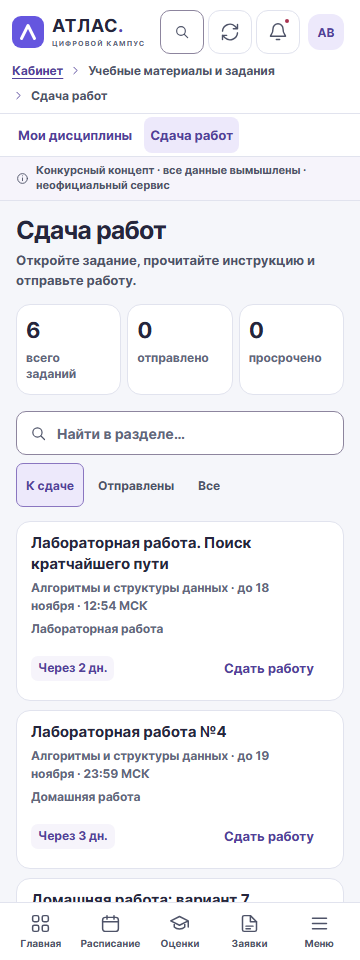 АТЛАС.
ЦИФРОВОЙ КАМПУС
АВ
Кабинет
Учебные материалы и задания
Сдача работ
Мои дисциплины
Сдача работ
Конкурсный концепт · все данные вымышлены ·
неофициальный сервис
Сдача работ
Откройте задание, прочитайте инструкцию и
отправьте работу.
6
всего
заданий
0
отправлено
0
просрочено
Найти в разделе...
К сдаче
Отправлены
Все
Лабораторная работа. Поиск
кратчайшего пути
Алгоритмы и структуры данных · до 18
ноября · 12:54 МСК
Лабораторная работа
Через 2 дн.
Сдать работу
Лабораторная работа №4
Алгоритмы и структуры данных · до 19
ноября · 23:59 МСК
Домашняя работа
Через 3 дн.
Сдать работу
Домашняя работа: вариант 7
Главная
Расписание
Оценки
Заявки
Меню